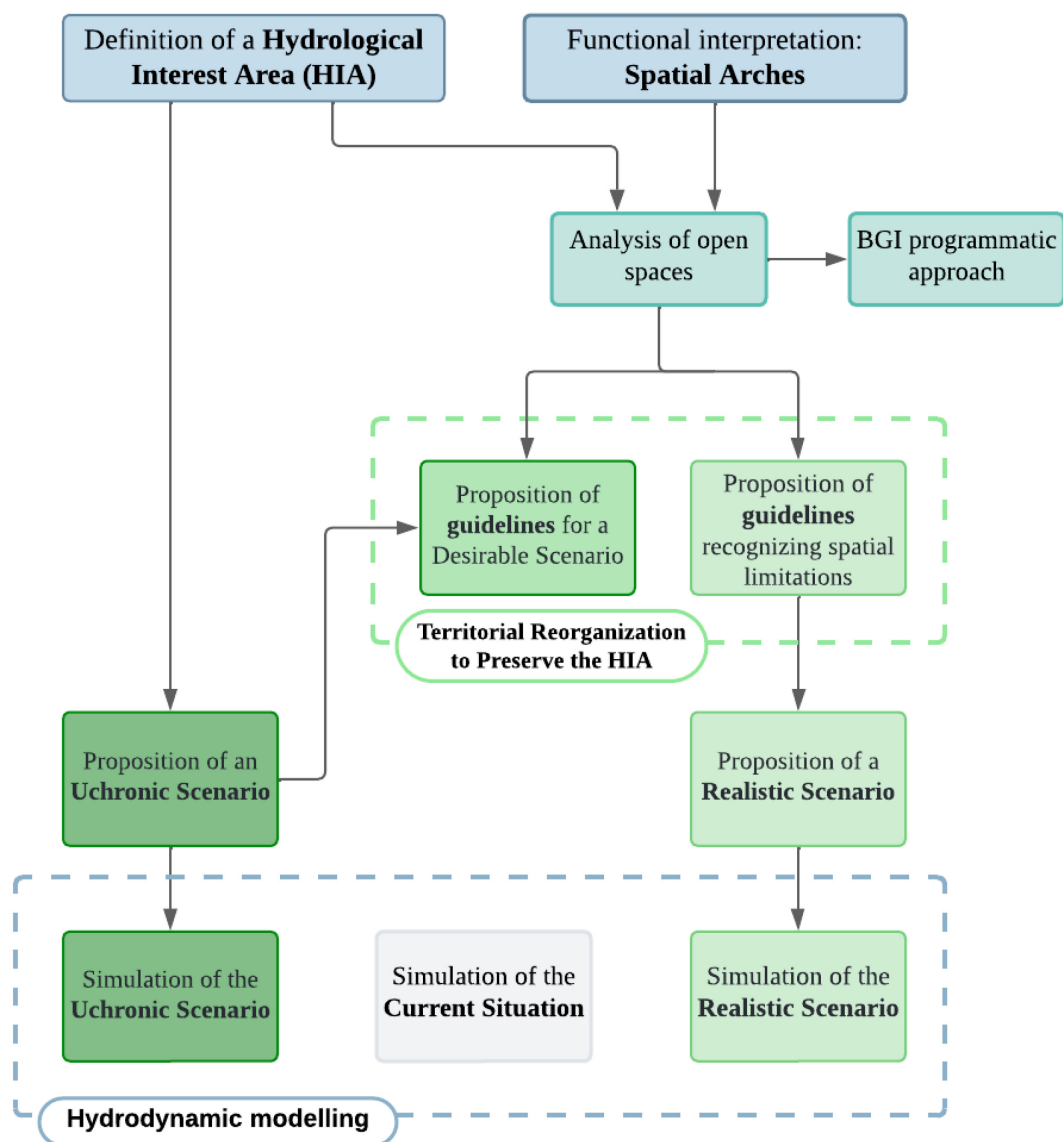 Definition of a Hydrological
Interest Area (HIA)
Functional interpretation:
Spatial Arches
Analysis of open
spaces
BGI programmatic
approach
Proposition of
guidelines for a
Desirable Scenario
Proposition of
guidelines
recognizing spatial
limitations
Territorial Reorganization
to Preserve the HIA
Proposition of an
Uchronic Scenario
Proposition of a
Realistic Scenario
Simulation of the
Uchronic Scenario
Simulation of the
Current Situation
Simulation of the
Realistic Scenario
Hydrodynamic modelling